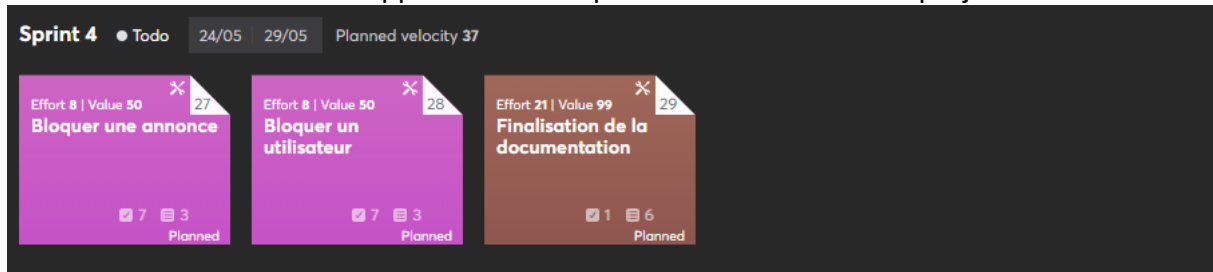 Sprint 4 Todo 24/05 29/05 Planned velocity 37
Effort 8 | Value 50 27
Bloquer une annonce
7 3
Planned
Effort 8 | Value 50 28
Bloquer un
utilisateur
7 3
Planned
Effort 21 | Value 99 29
Finalisation de la
documentation
1 6
Planned